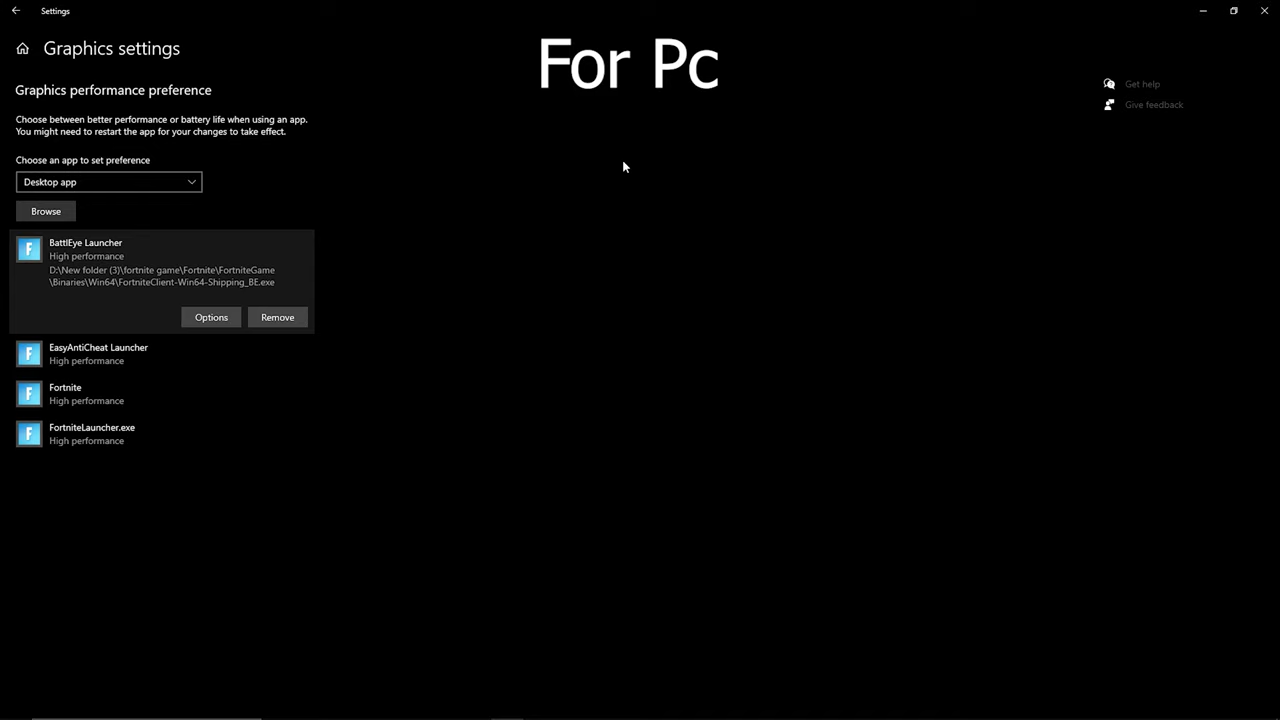 Settings
Graphics settings
For Pc
Get help
Give feedback
Graphics performance preference
Choose between better performance or battery life when using an app.
You might need to restart the app for your changes to take effect.
Choose an app to set preference
Desktop app
Browse
BattlEye Launcher
High performance
D:\New folder (3)\fortnite game\Fortnite\FortniteGame
\Binaries\Win64\FortniteClient-Win64-Shipping_BE.exe
Options
Remove
EasyAntiCheat Launcher
High performance
Fortnite
High performance
FortniteLauncher.exe
High performance